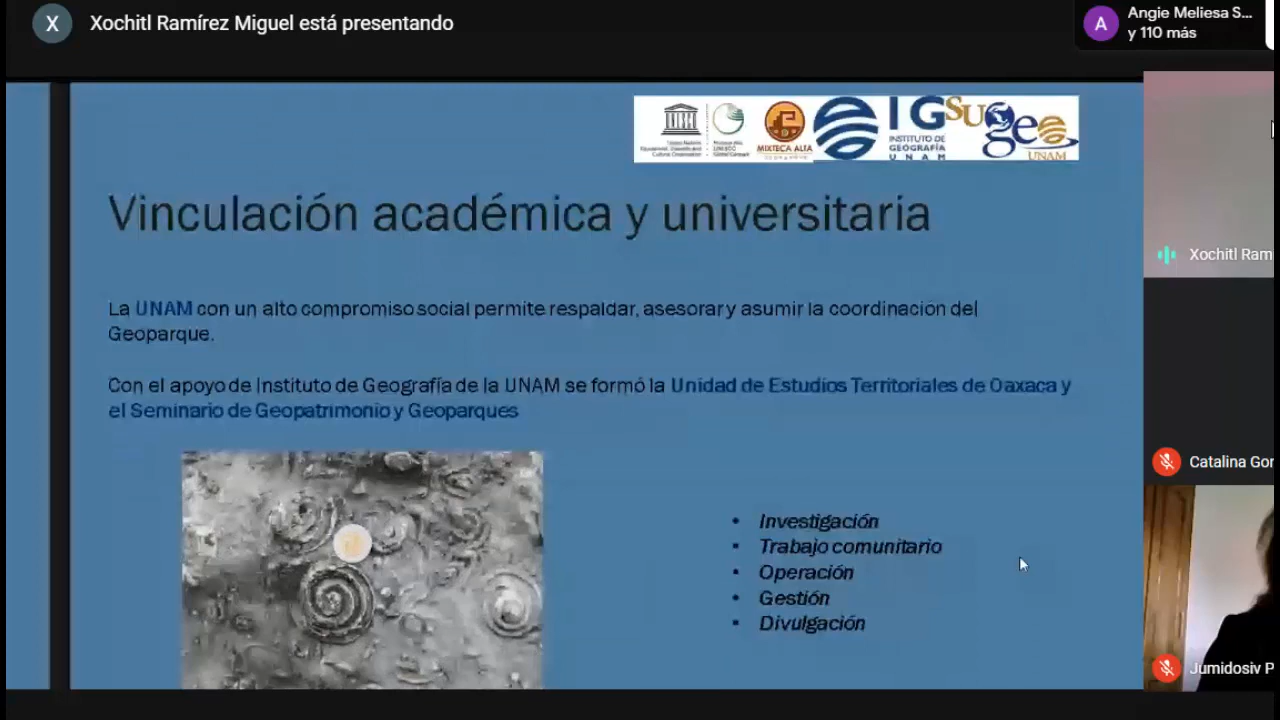 X
Xochitl Ramírez Miguel está presentando
A
Angie Meliesa S...
y 110 más
MIXTECA ALTA
IG
INSTITUTO DE
GEOGRAFÍA
UNAM
SUGeo
UNAM
Vinculación académica y universitaria
La UNAM con un alto compromiso social permite respaldar, asesorar y asumir la coordinación del
Geoparque.
Con el apoyo de Instituto de Geografía de la UNAM se formó la Unidad de Estudios Territoriales de Oaxaca y
el Seminario de Geopatrimonio y Geoparques
• Investigación
• Trabajo comunitario
• Operación
• Gestión
• Divulgación
Xochitl Ram
Catalina Gor
Jumidosiv P